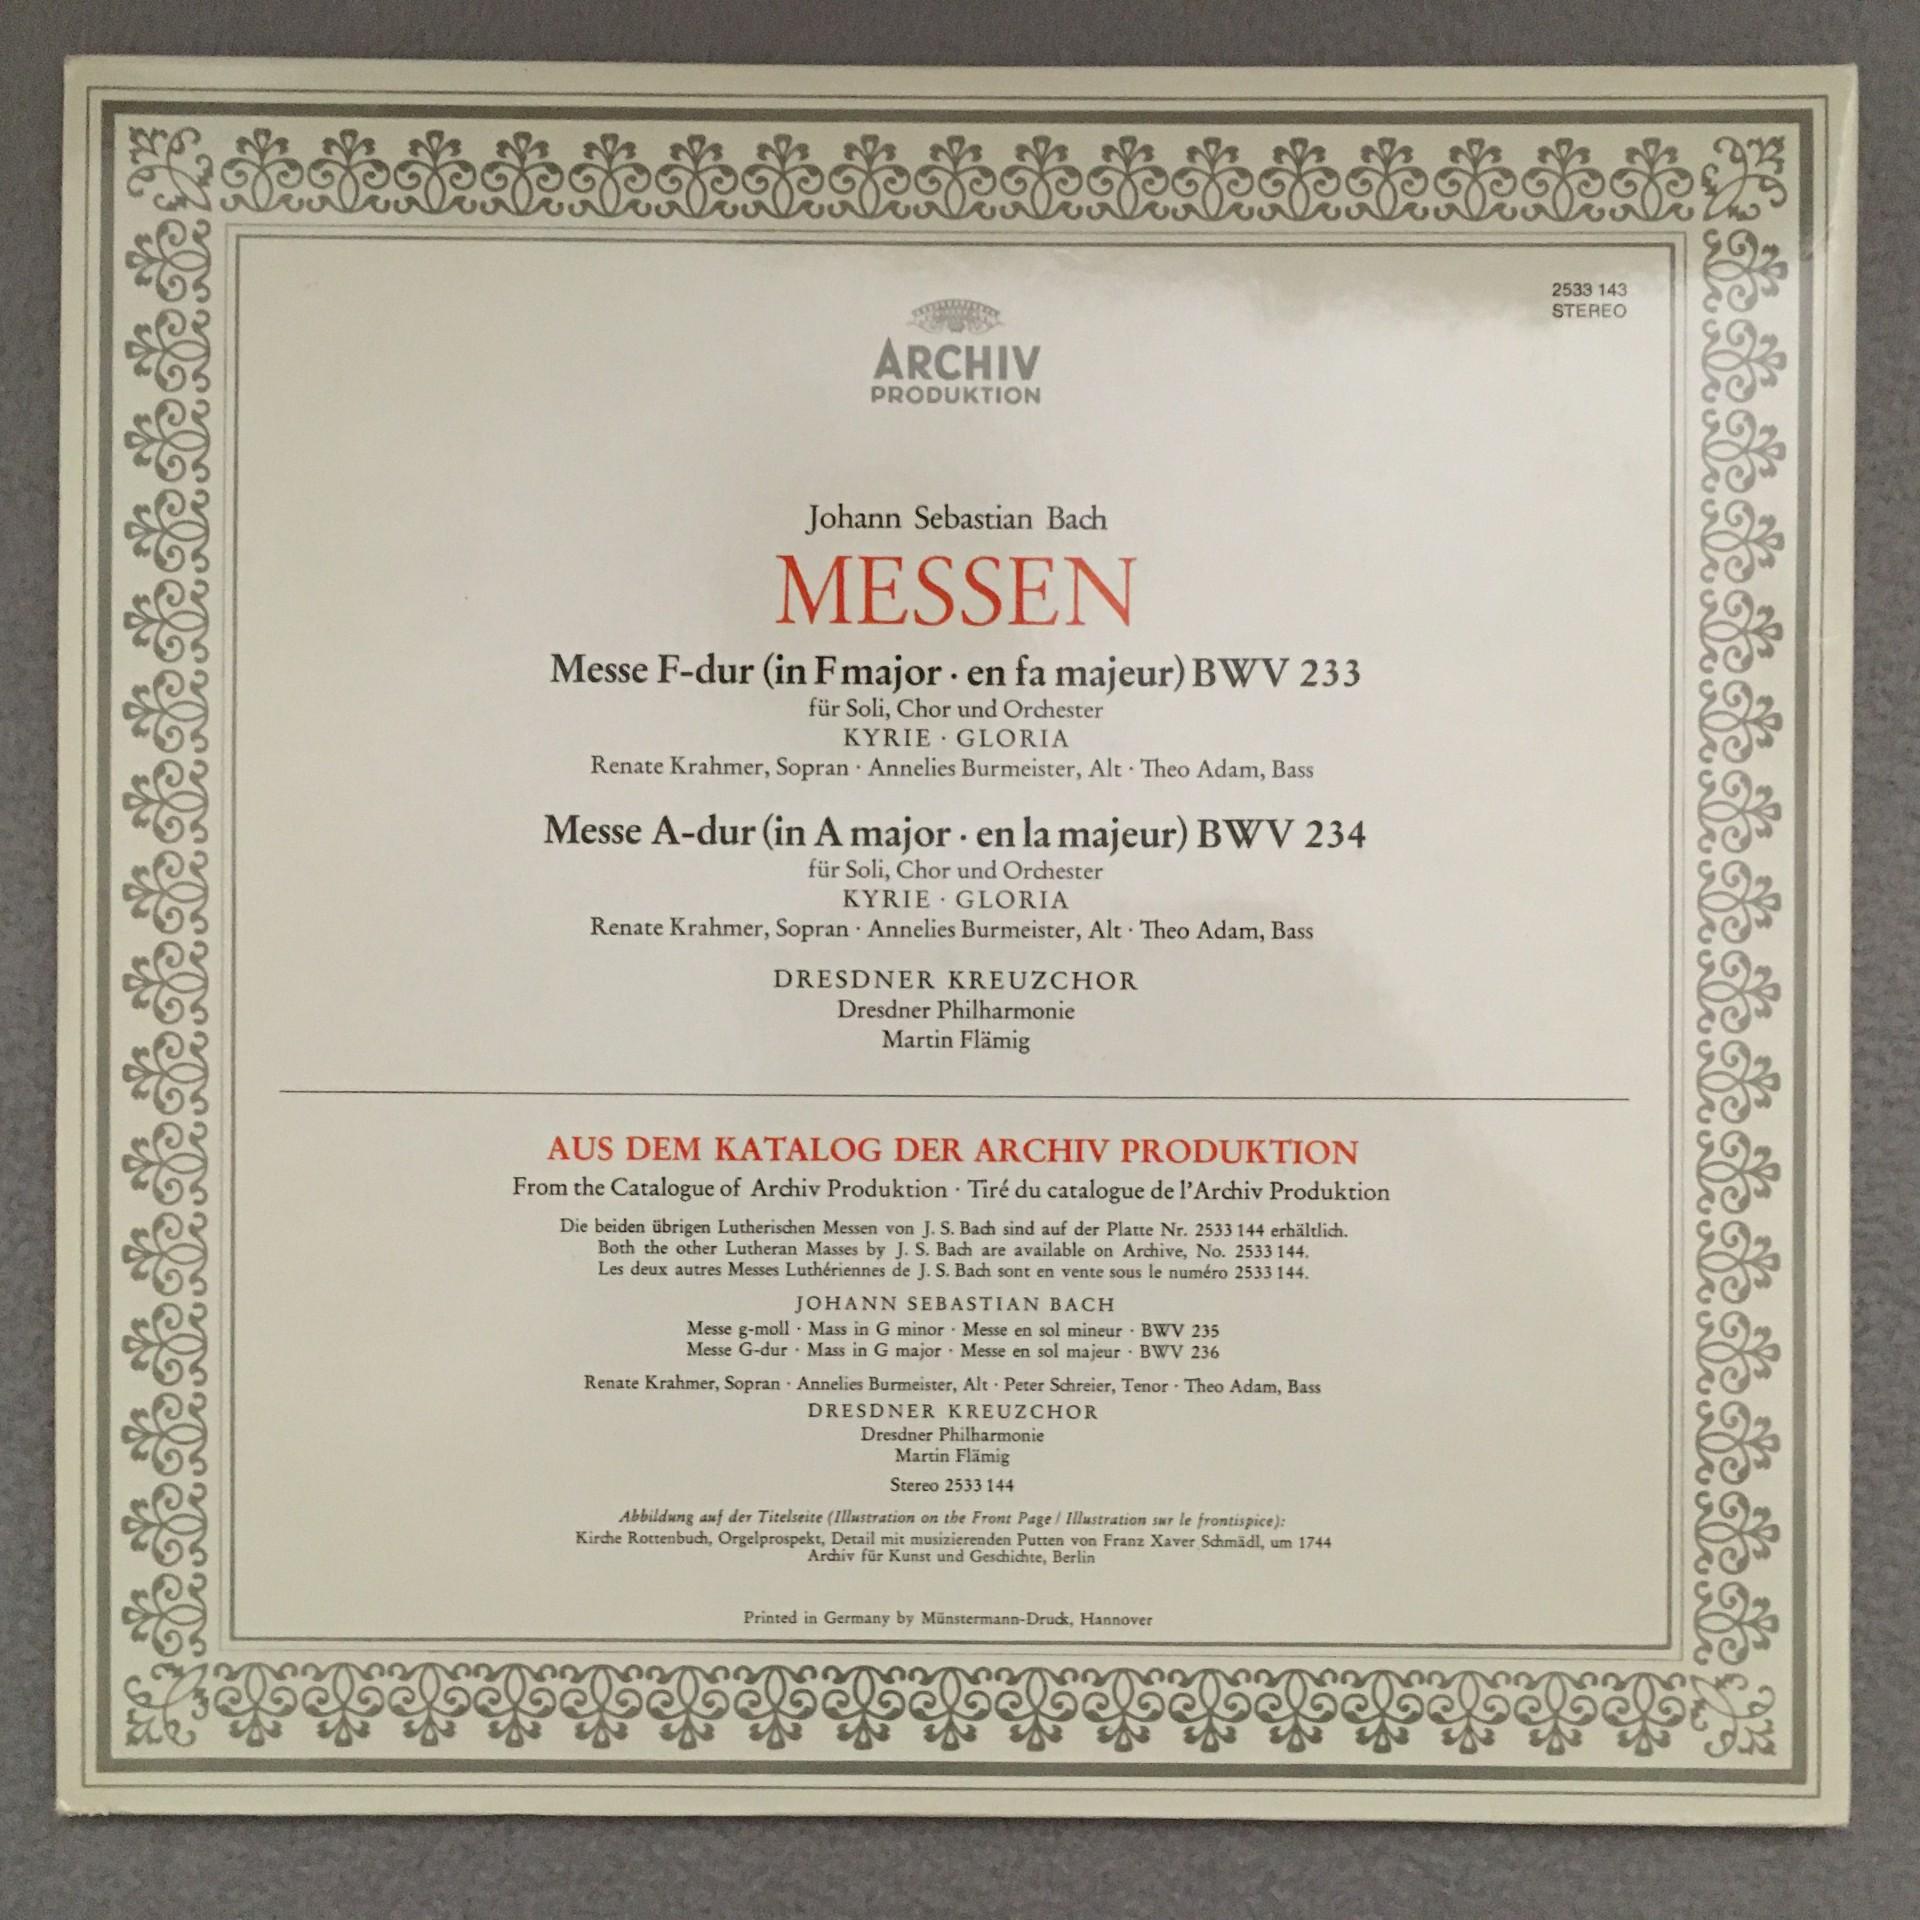 2533 143
STEREO
ARCHIV
PRODUKTION
Johann Sebastian Bach
MESSEN
Messe F-dur (in F major · en fa majeur) BWV 233
für Soli, Chor und Orchester
KYRIE · GLORIA
Renate Krahmer, Sopran · Annelies Burmeister, Alt · Theo Adam, Bass
Messe A-dur (in A major · en la majeur) BWV 234
für Soli, Chor und Orchester
KYRIE · GLORIA
Renate Krahmer, Sopran · Annelies Burmeister, Alt · Theo Adam, Bass
DRESDNER KREUZCHOR
Dresdner Philharmonie
Martin Flämig
AUS DEM KATALOG DER ARCHIV PRODUKTION
From the Catalogue of Archiv Produktion · Tiré du catalogue de l'Archiv Produktion
Die beiden übrigen Lutherischen Messen von J. S. Bach sind auf der Platte Nr. 2533 144 erhältlich.
Both the other Lutheran Masses by J. S. Bach are available on Archive, No. 2533 144.
Les deux autres Messes Luthériennes de J. S. Bach sont en vente sous le numéro 2533 144.
JOHANN SEBASTIAN BACH
Messe g-moll · Mass in G minor · Messe en sol mineur · BWV 235
Messe G-dur · Mass in G major · Messe en sol majeur · BWV 236
Renate Krahmer, Sopran · Annelies Burmeister, Alt · Peter Schreier, Tenor · Theo Adam, Bass
DRESDNER KREUZCHOR
Dresdner Philharmonie
Martin Flämig
Stereo 2533 144
Abbildung auf der Titelseite (Illustration on the Front Page / Illustration sur le frontispice):
Kirche Rottenbuch, Orgelprospekt, Detail mit musizierenden Putten von Franz Xaver Schmädl, um 1744
Archiv für Kunst und Geschichte, Berlin
Printed in Germany by Münstermann-Druck, Hannover